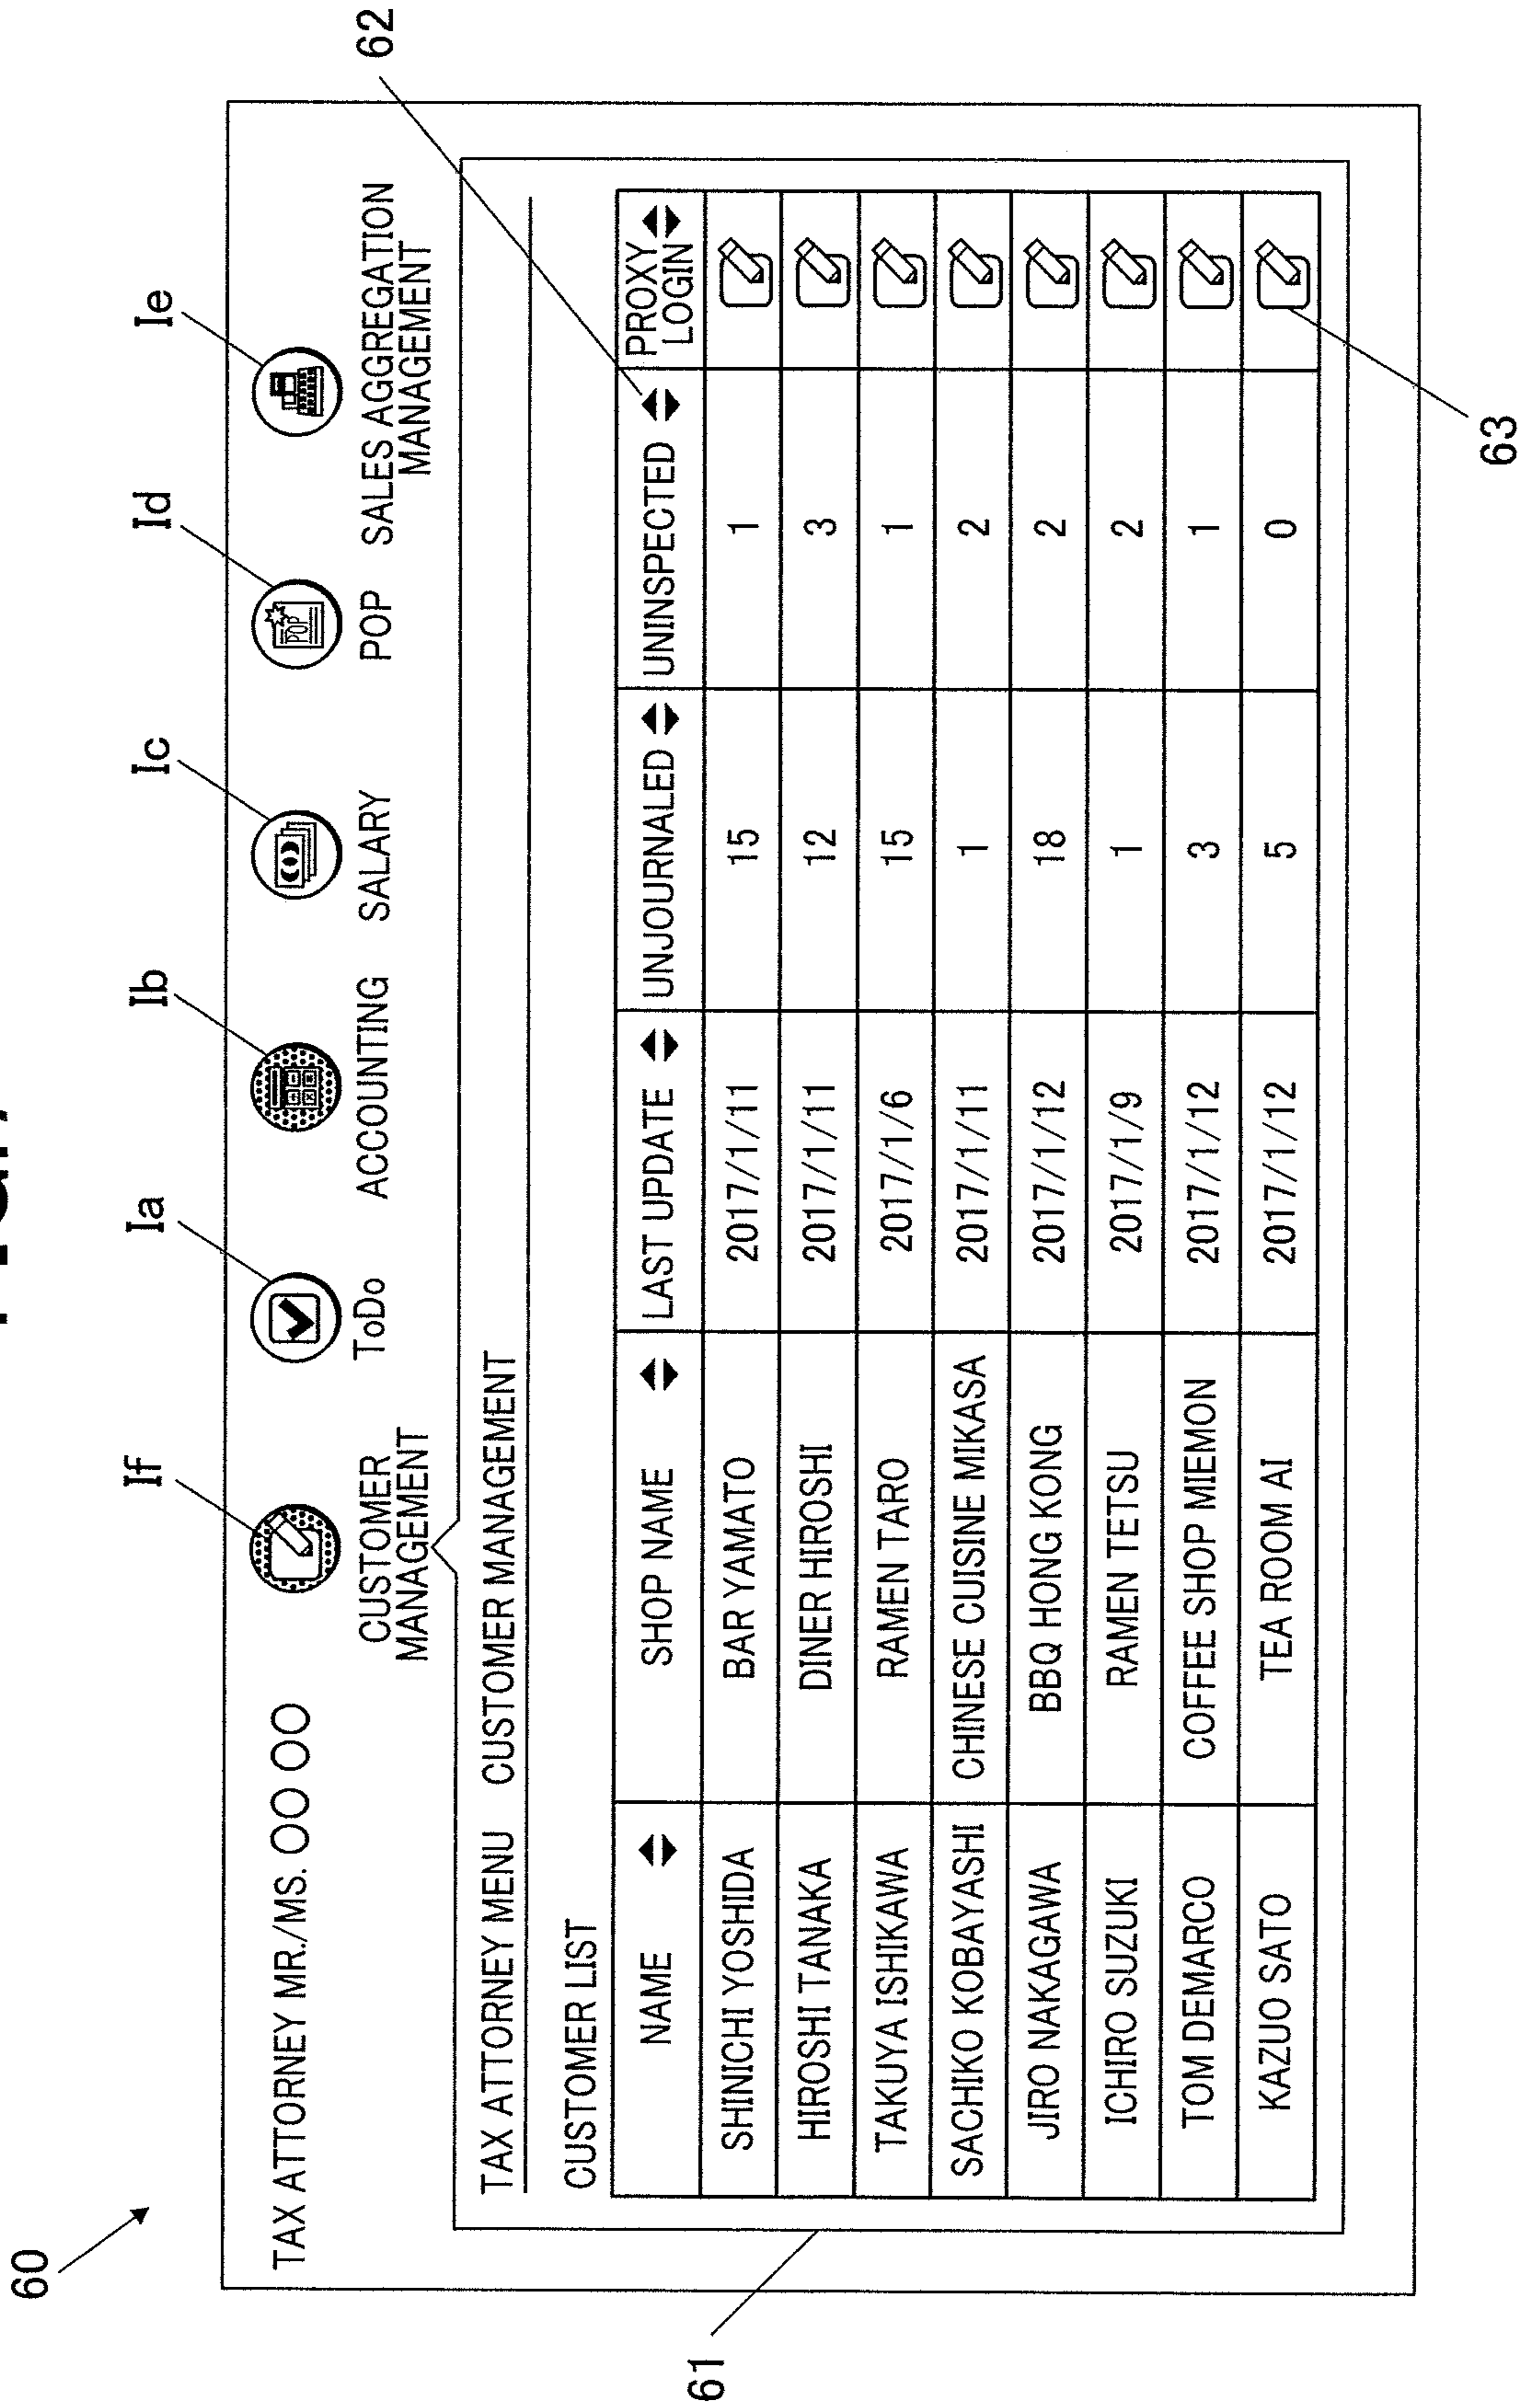 60
If
Ia
Ib
Ic
Id
Ie
62
TAX ATTORNEY MR./MS. OO OO
CUSTOMER
MANAGEMENT
ToDo
ACCOUNTING
SALARY
POP
POP
SALES AGGREGATION
MANAGEMENT
TAX ATTORNEY MENU CUSTOMER MANAGEMENT
CUSTOMER LIST
NAME SHOP NAME LAST UPDATE UNJOURNALED UNINSPECTED PROXY LOGIN
SHINICHI YOSHIDA BAR YAMATO 2017/1/11 15 1
HIROSHI TANAKA DINER HIROSHI 2017/1/11 12 3
TAKUYA ISHIKAWA RAMEN TARO 2017/1/6 15 1
SACHIKO KOBAYASHI CHINESE CUISINE MIKASA 2017/1/11 1 2
JIRO NAKAGAWA BBQ HONG KONG 2017/1/12 18 2
ICHIRO SUZUKI RAMEN TETSU 2017/1/9 1 2
TOM DEMARCO COFFEE SHOP MIEMON 2017/1/12 3 1
KAZUO SATO TEA ROOM AI 2017/1/12 5 0
61
63